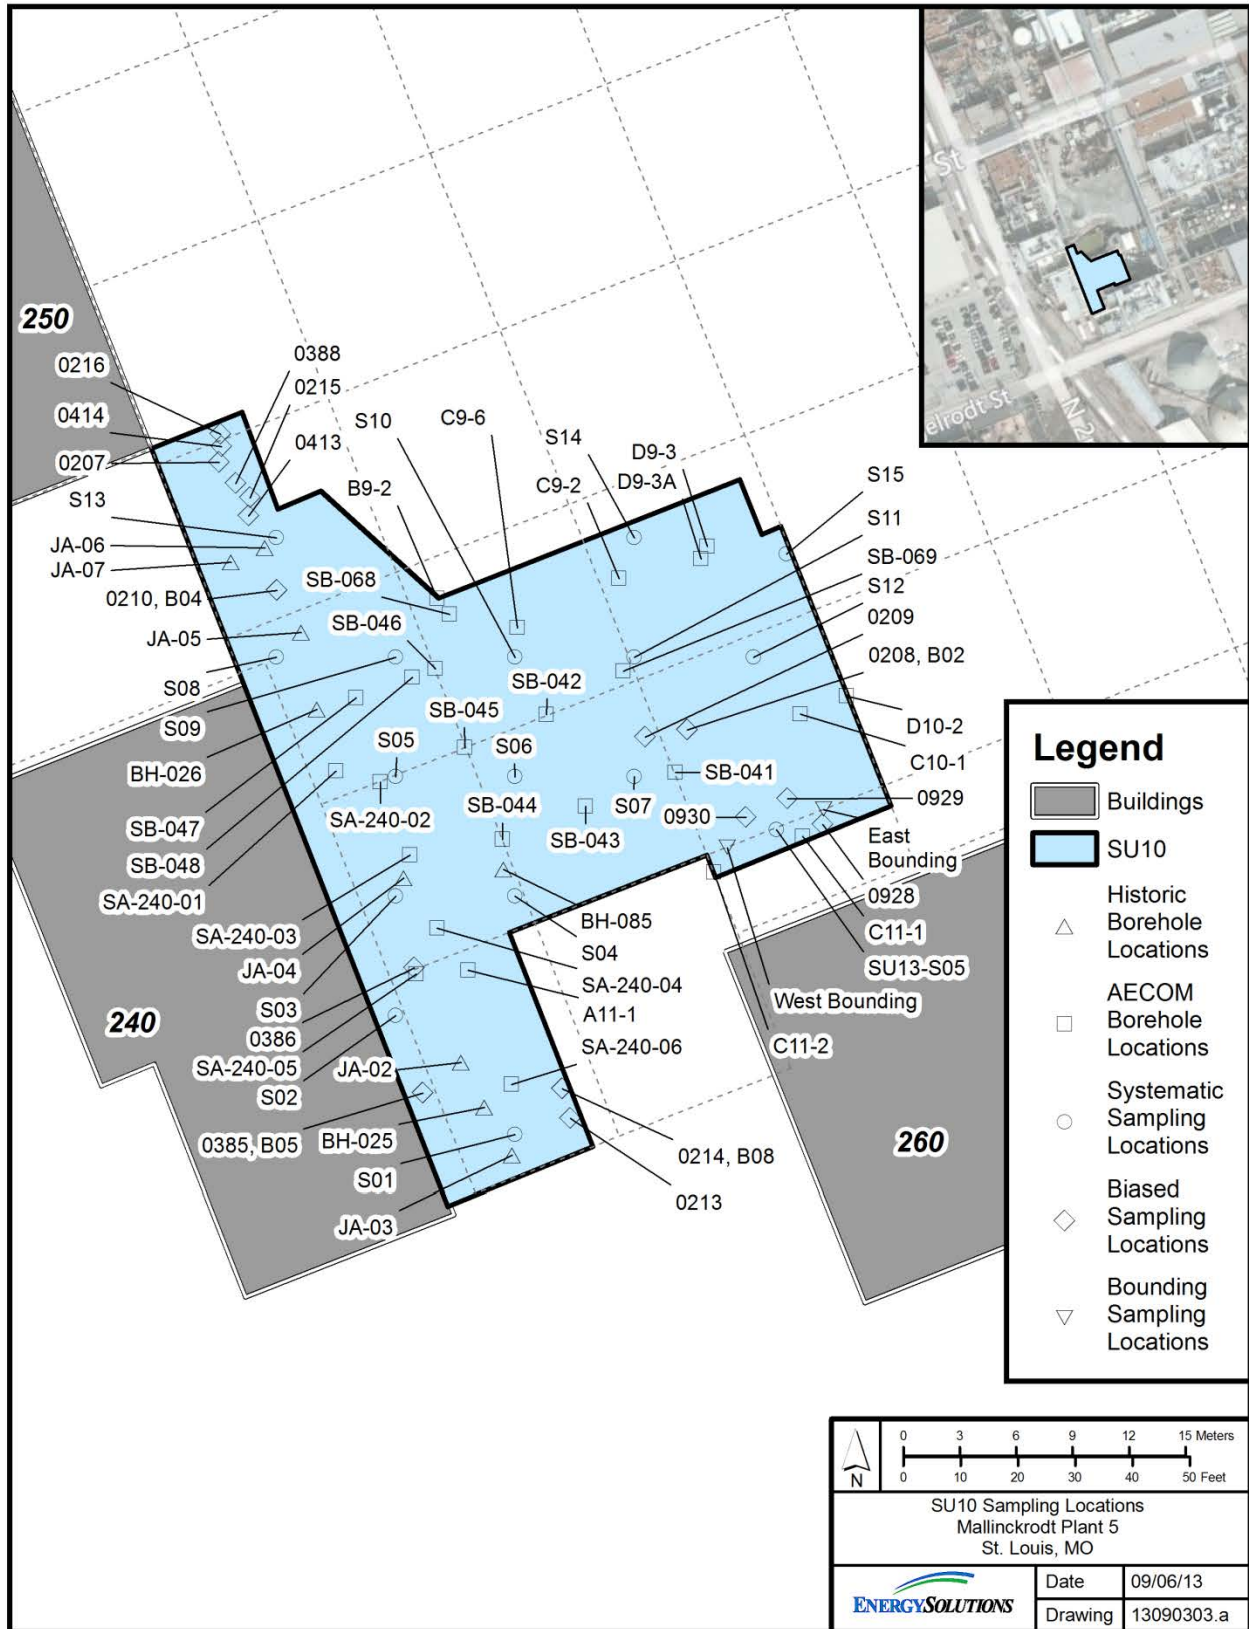 250
0216
0414
0207
S13
JA-06
JA-07
0210, B04
JA-05
S08
S09
BH-026
SB-047
SB-048
SA-240-01
SA-240-03
JA-04
S03
0386
SA-240-05
S02
0385, B05
240
0388
0215
0413
B9-2
SB-068
SB-046
S10
C9-6
S14
C9-2
D9-3
D9-3A
S15
S11
SB-069
S12
0209
0208, B02
D10-2
C10-1
0929
East
Bounding
0928
C11-1
SU13-S05
West Bounding
C11-2
SB-042
SB-045
S05
S06
SB-044
SA-240-02
SB-043
S07
SB-041
0930
BH-085
S04
SA-240-04
A11-1
SA-240-06
JA-02
BH-025
S01
JA-03
0214, B08
0213
260
St
elrodt St
N 2
Legend
Buildings
SU10
Historic
Borehole
Locations
AECOM
Borehole
Locations
Systematic
Sampling
Locations
Biased
Sampling
Locations
Bounding
Sampling
Locations
N
0 3 6 9 12 15 Meters
0 10 20 30 40 50 Feet
SU10 Sampling Locations
Mallinckrodt Plant 5
St. Louis, MO
ENERGYSOLUTIONS
Date 09/06/13
Drawing 13090303.a